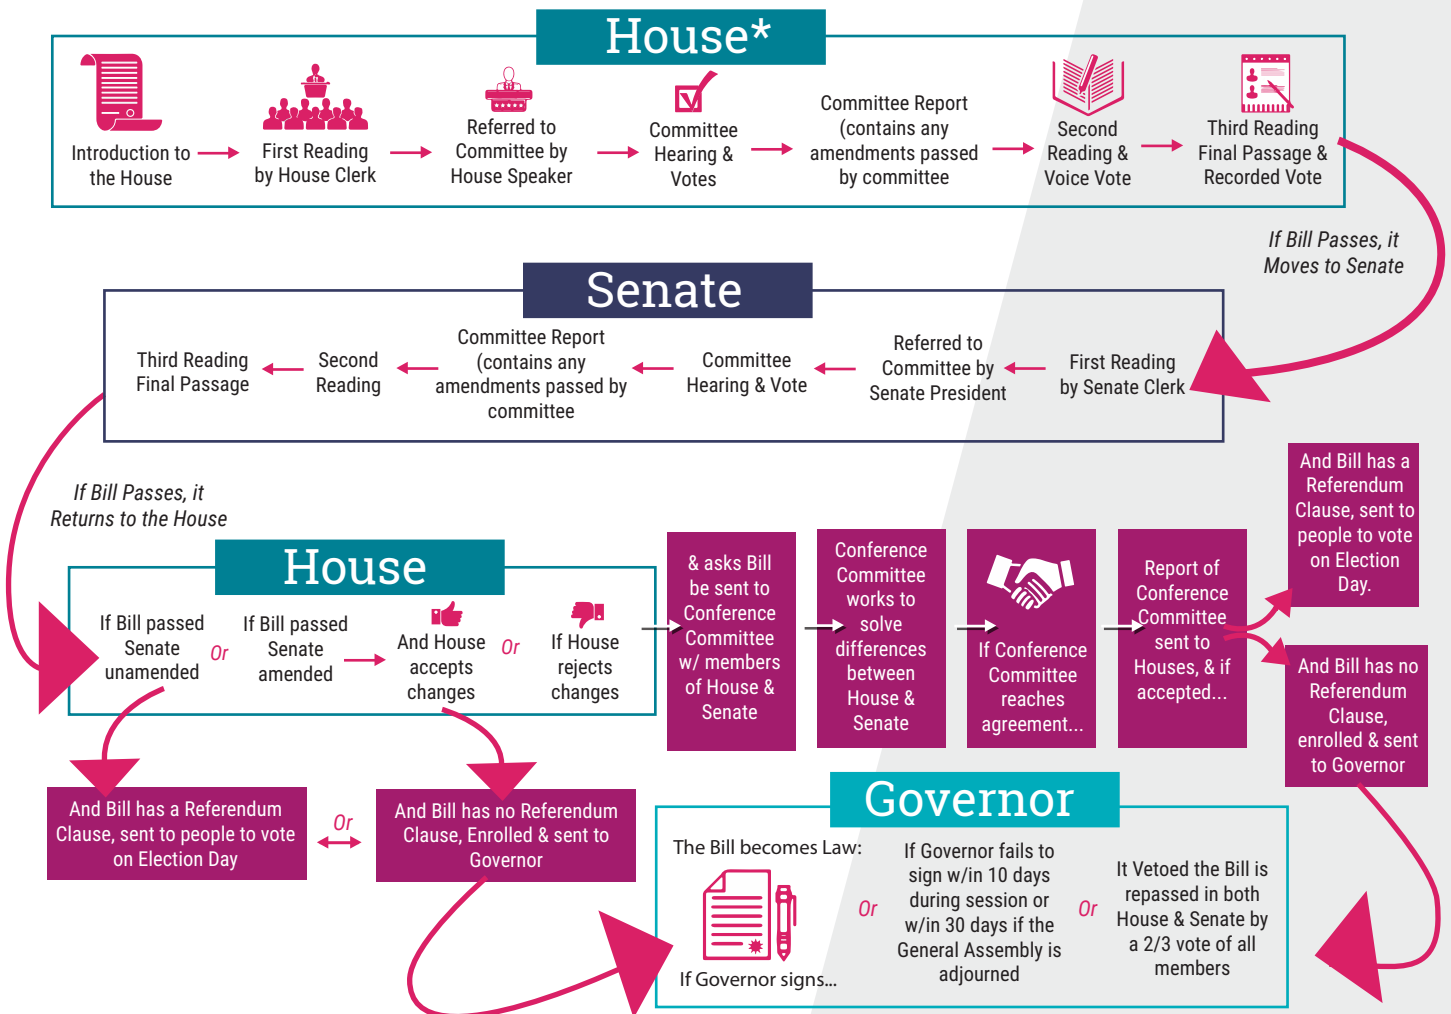 House*
Introduction to
the House
First Reading
by House Clerk
Referred to
Committee by
House Speaker
Committee
Hearing &
Votes
Committee Report
(contains any
amendments passed
by committee
Second
Reading &
Voice Vote
Third Reading
Final Passage &
Recorded Vote
If Bill Passes, it
Moves to Senate
Senate
First Reading
by Senate Clerk
Referred to
Committee by
Senate President
Committee
Hearing & Vote
Committee Report
(contains any
amendments passed by
committee
Second
Reading
Third Reading
Final Passage
If Bill Passes, it
Returns to the House
House
If Bill passed
Senate
unamended
Or
If Bill passed
Senate
amended
And House
accepts
changes
Or
If House
rejects
changes
& asks Bill
be sent to
Conference
Committee
w/ members
of House &
Senate
Conference
Committee
works to
solve
differences
between
House &
Senate
If Conference
Committee
reaches
agreement...
Report of
Conference
Committee
sent to
Houses, & if
accepted...
And Bill has a
Referendum
Clause, sent to
people to vote
on Election
Day.
And Bill has no
Referendum
Clause,
enrolled & sent
to Governor
And Bill has a Referendum
Clause, sent to people to vote
on Election Day
Or
And Bill has no Referendum
Clause, Enrolled & sent to
Governor
Governor
The Bill becomes Law:
If Governor signs...
Or
If Governor fails to
sign w/in 10 days
during session or
w/in 30 days if the
General Assembly is
adjourned
Or
It Vetoed the Bill is
repassed in both
House & Senate by
a 2/3 vote of all
members